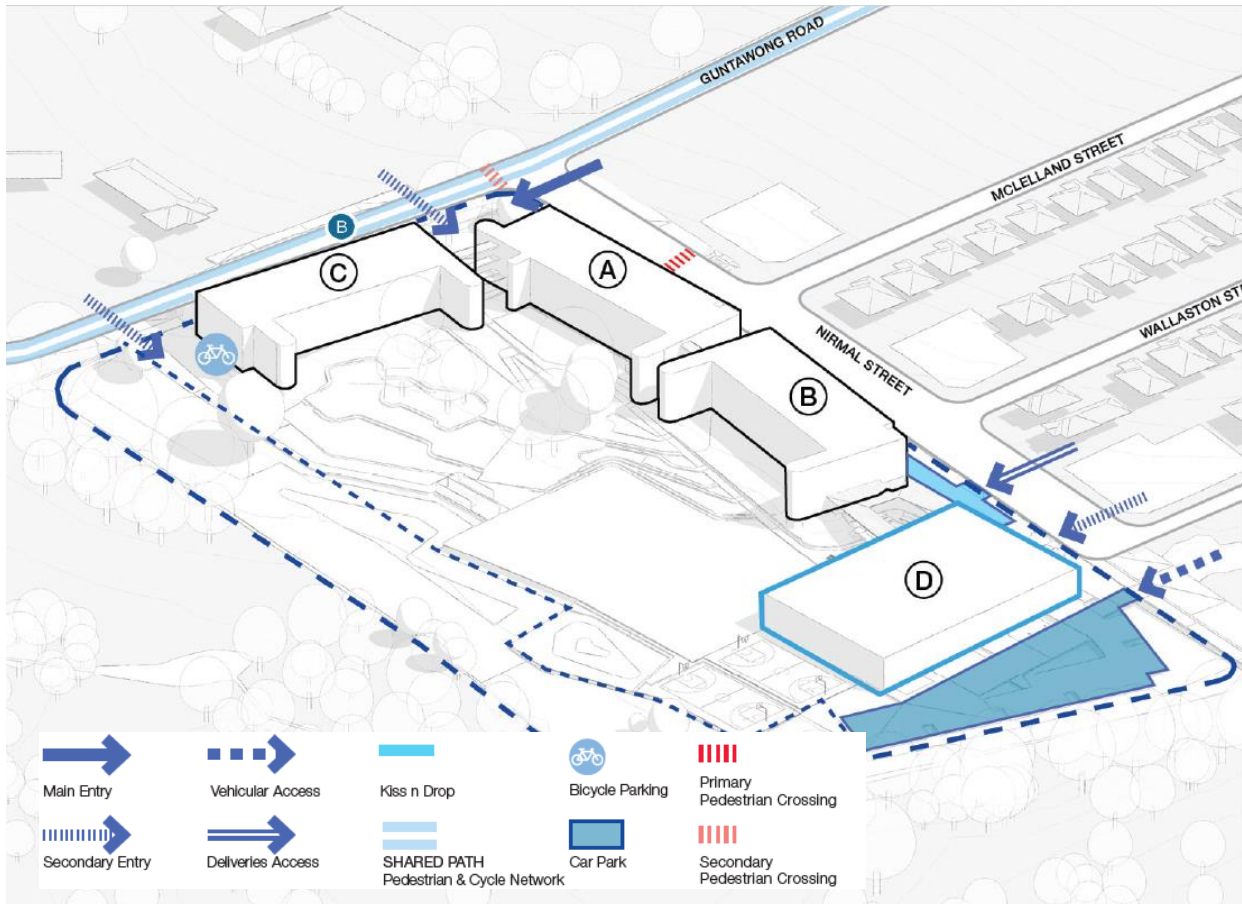 GUNTAWONG ROAD
MCLELLAND STREET
B
C
A
NIRMAL STREET
WALLASTON ST
B
D
Main Entry
Vehicular Access
Kiss n Drop
Bicycle Parking
Primary
Pedestrian Crossing
Secondary Entry
Deliveries Access
SHARED PATH
Pedestrian & Cycle Network
Car Park
Secondary
Pedestrian Crossing